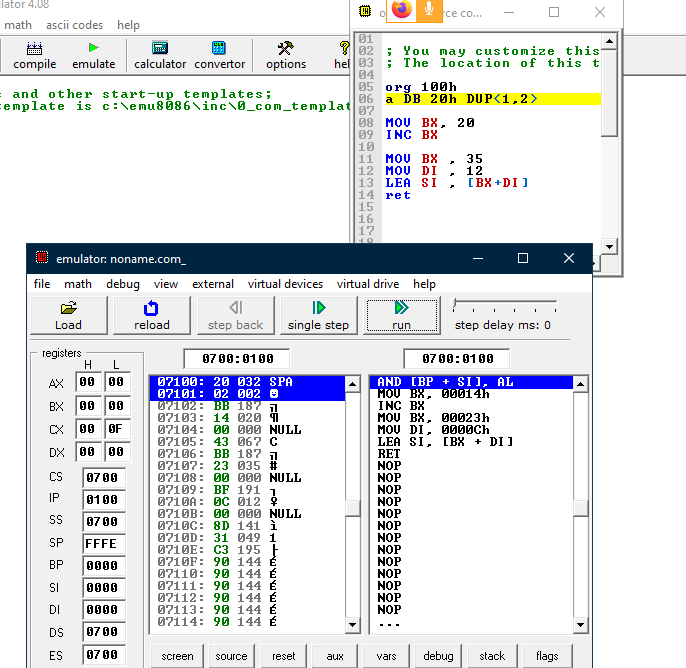 ulator 4.08
math ascii codes help
compile emulate calculator convertor options hel
and other start-up templates;
template is c:\emu8086\inc\0_com_templat
rce co...
01
02 ; You may customize this
03 ; The location of this t
04
05 org 100h
06 a DB 20h DUP<1,2>
07
08 MOV BX, 20
09 INC BX
10
11 MOV BX , 35
12 MOV DI , 12
13 LEA SI , [BX+DI]
14 ret
15
16
17
18
emulator: noname.com_
file math debug view external virtual devices virtual drive help
Load reload step back single step run step delay ms: 0
registers
H L
AX 00 00
BX 00 00
CX 00 0F
DX 00 00
CS 0700
IP 0100
SS 0700
SP FFFE
BP 0000
SI 0000
DI 0000
DS 0700
ES 0700
0700:0100
07100: 20 032 SPA
07101: 02 002 ☻
07102: BB 187 ╗
07103: 14 020 ¶
07104: 00 000 NULL
07105: 43 067 C
07106: BB 187 ╗
07107: 23 035 #
07108: 00 000 NULL
07109: BF 191 ┐
0710A: 0C 012 ♀
0710B: 00 000 NULL
0710C: 8D 141 ì
0710D: 31 049 1
0710E: C3 195 ├
0710F: 90 144 É
07110: 90 144 É
07111: 90 144 É
07112: 90 144 É
07113: 90 144 É
07114: 90 144 É
0700:0100
AND [BP + SI], AL
MOV BX, 00014h
INC BX
MOV BX, 00023h
MOV DI, 0000Ch
LEA SI, [BX + DI]
RET
NOP
NOP
NOP
NOP
NOP
NOP
NOP
NOP
NOP
NOP
NOP
NOP
NOP
...
screen source reset aux vars debug stack flags